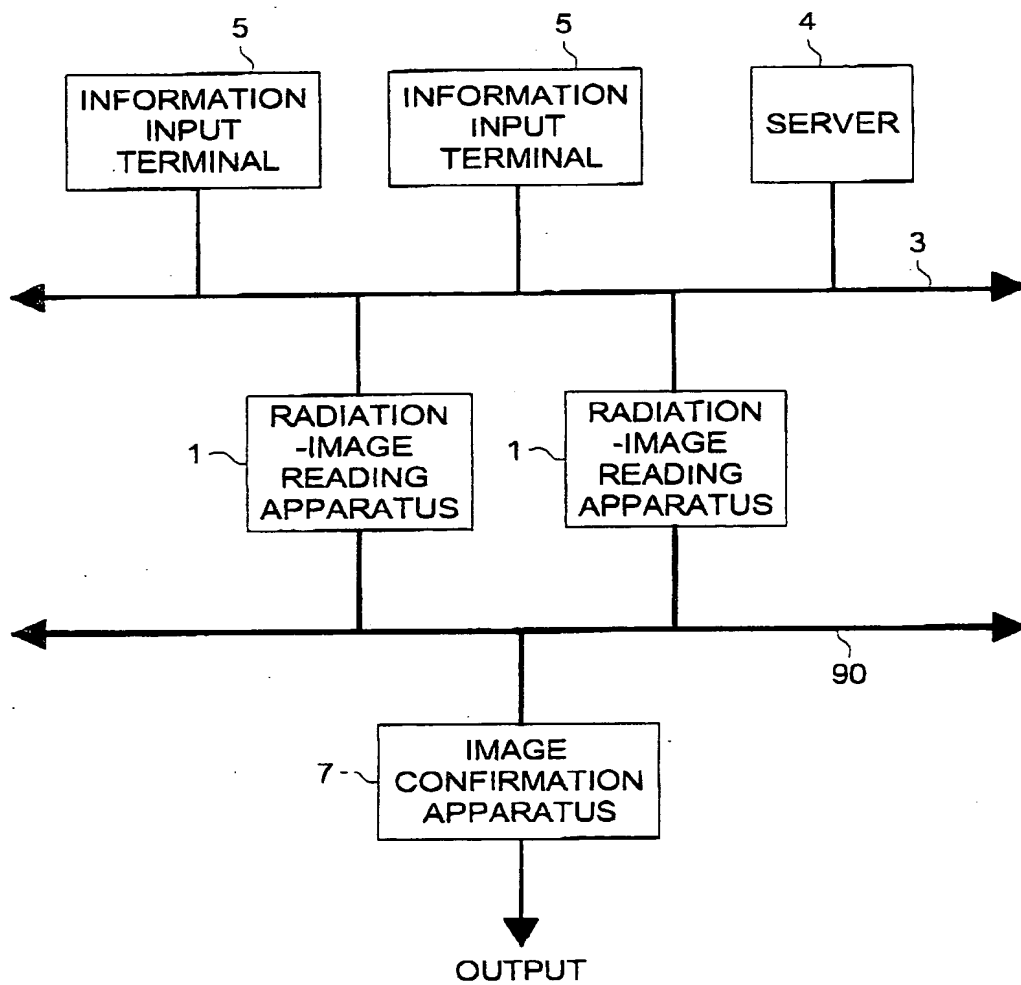 5
5
4
INFORMATION
INPUT
TERMINAL
INFORMATION
INPUT
TERMINAL
SERVER
3
1
RADIATION
-IMAGE
READING
APPARATUS
1
RADIATION
-IMAGE
READING
APPARATUS
90
7
IMAGE
CONFIRMATION
APPARATUS
OUTPUT